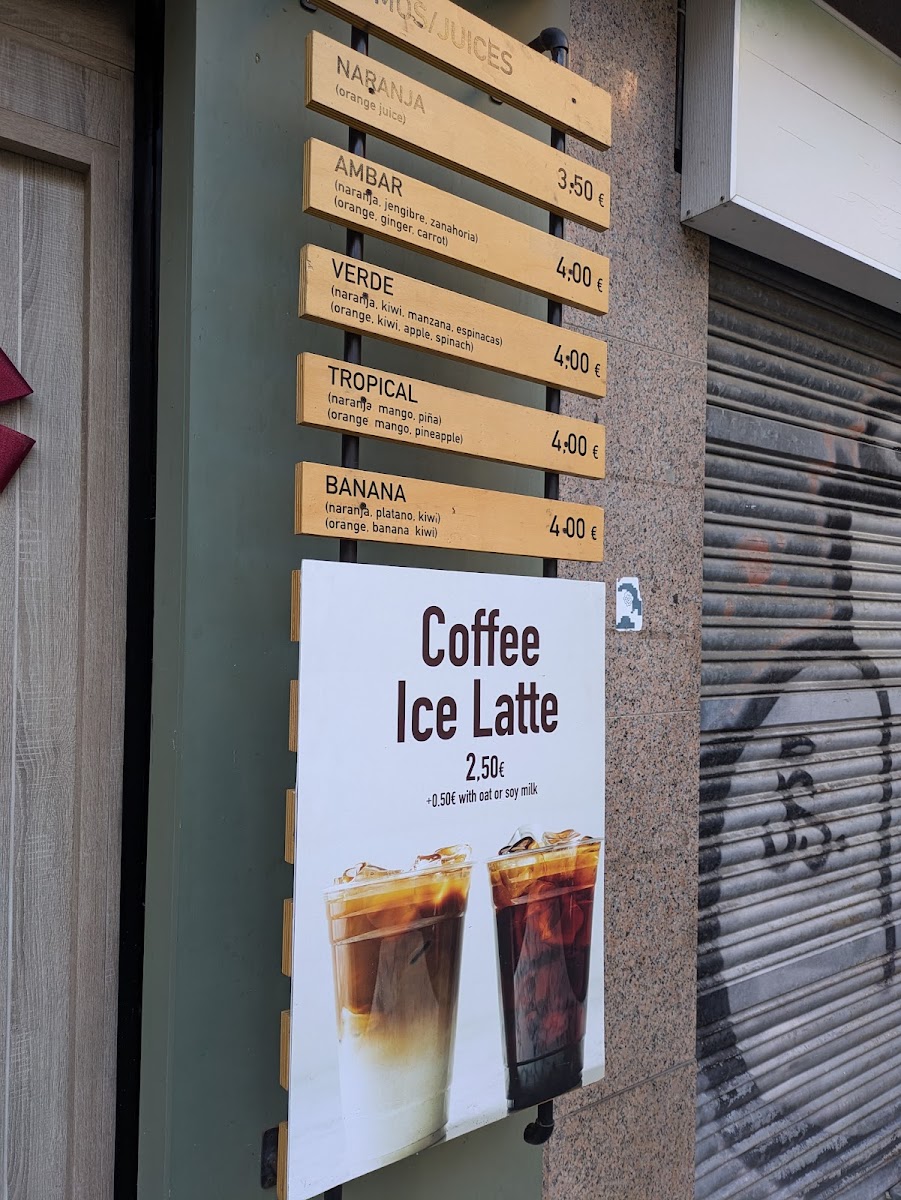 MOS/JUICES
NARANJA
(orange juice)
3.50 €
AMBAR
(naranja, jengibre, zanahoria)
(orange, ginger, carrot)
4.00 €
VERDE
(naranja, kiwi, manzana, espinacas)
(orange, kiwi, apple, spinach)
4.00 €
TROPICAL
(naranja mango, piña)
(orange mango, pineapple)
4,00 €
BANANA
(naranja, platano, kiwi)
(orange, banana kiwi)
4.00 €
Coffee
Ice Latte
2,50€
+0.50€ with oat or soy milk